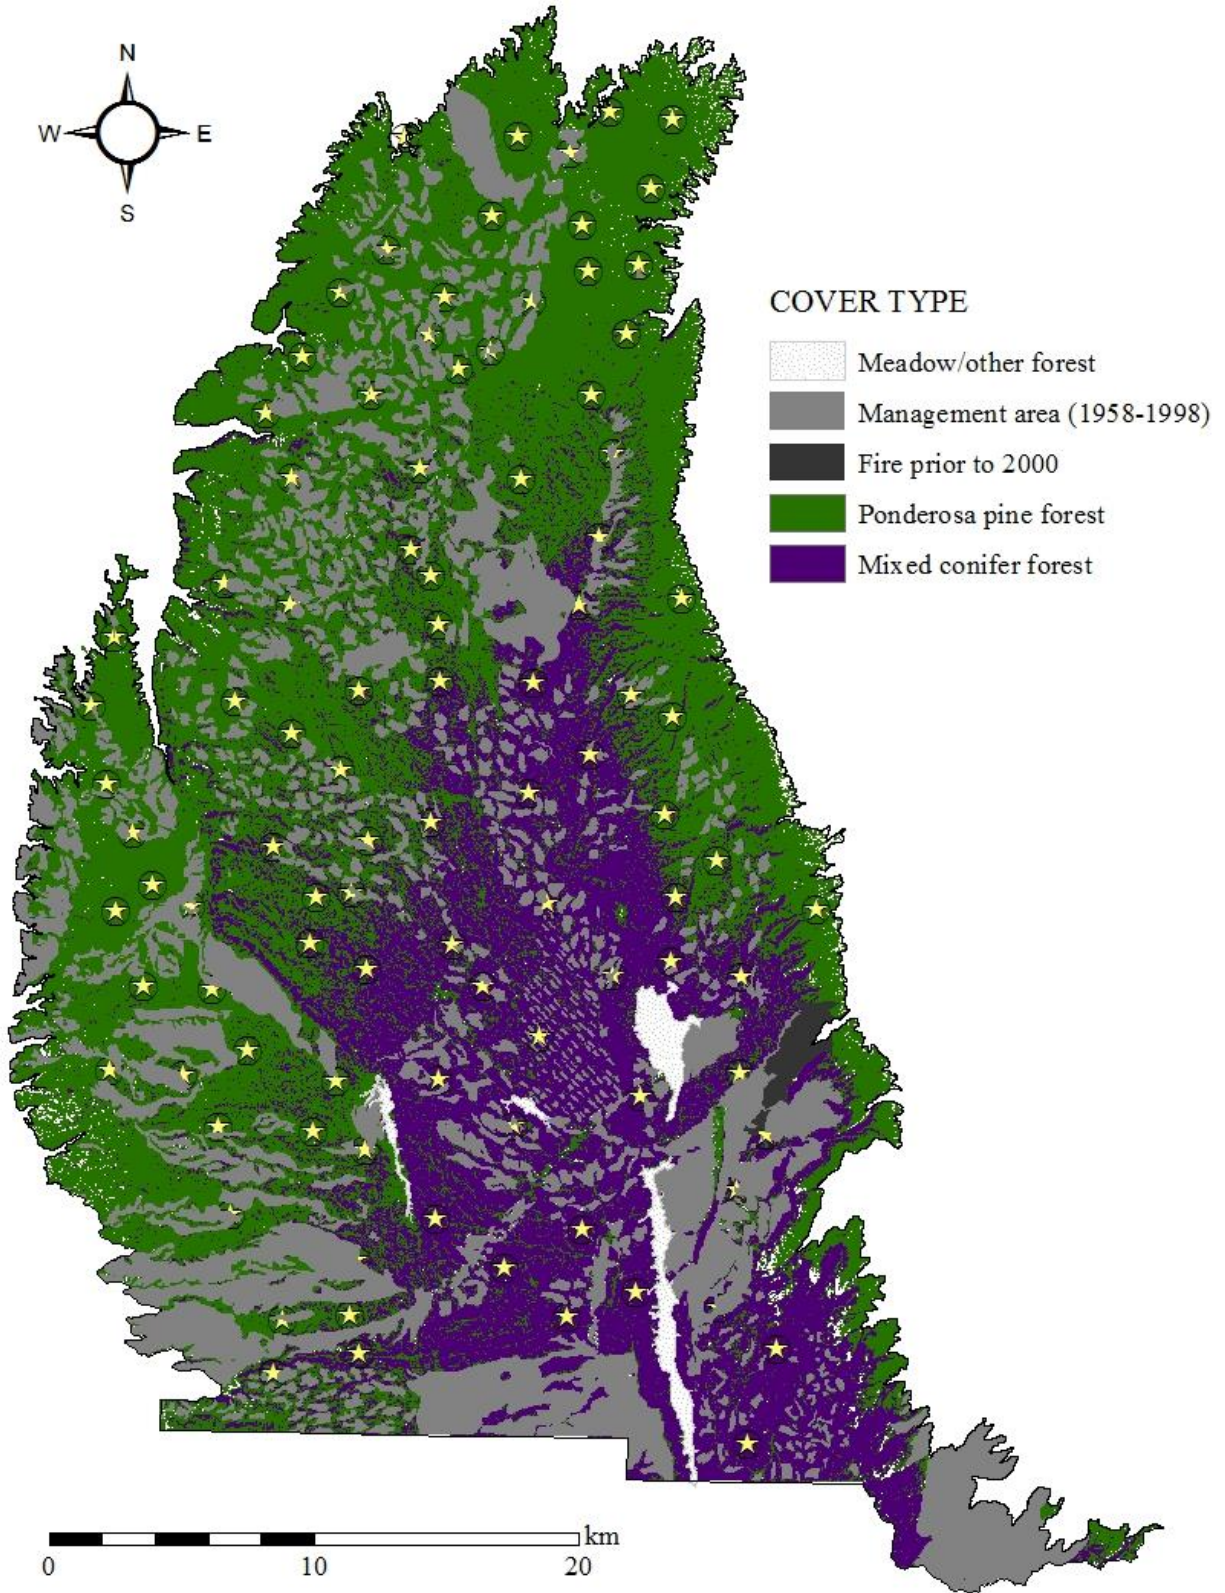 N
W E
S
COVER TYPE
Meadow/other forest
Management area (1958-1998)
Fire prior to 2000
Ponderosa pine forest
Mixed conifer forest
km
0 10 20